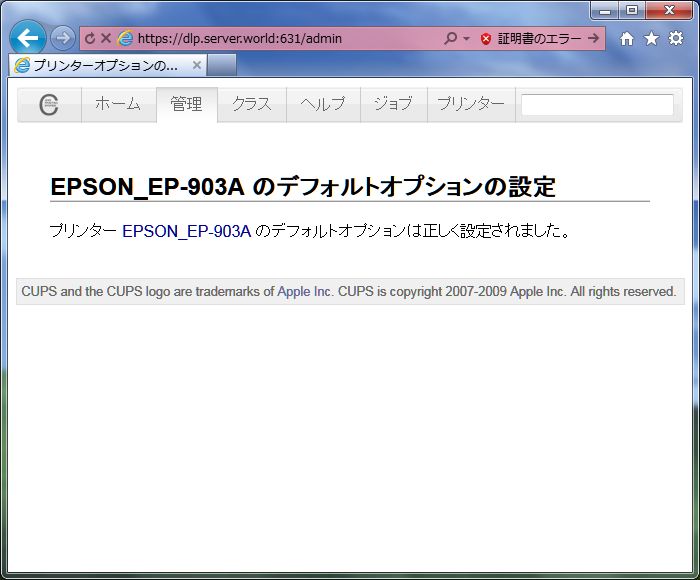 https://dlp.server.world:631/admin
証明書のエラー
プリンターオプションの...
ホーム
管理
クラス
ヘルプ
ジョブ
プリンター
EPSON_EP-903A のデフォルトオプションの設定
プリンター EPSON_EP-903A のデフォルトオプションは正しく設定されました。
CUPS and the CUPS logo are trademarks of Apple Inc. CUPS is copyright 2007-2009 Apple Inc. All rights reserved.